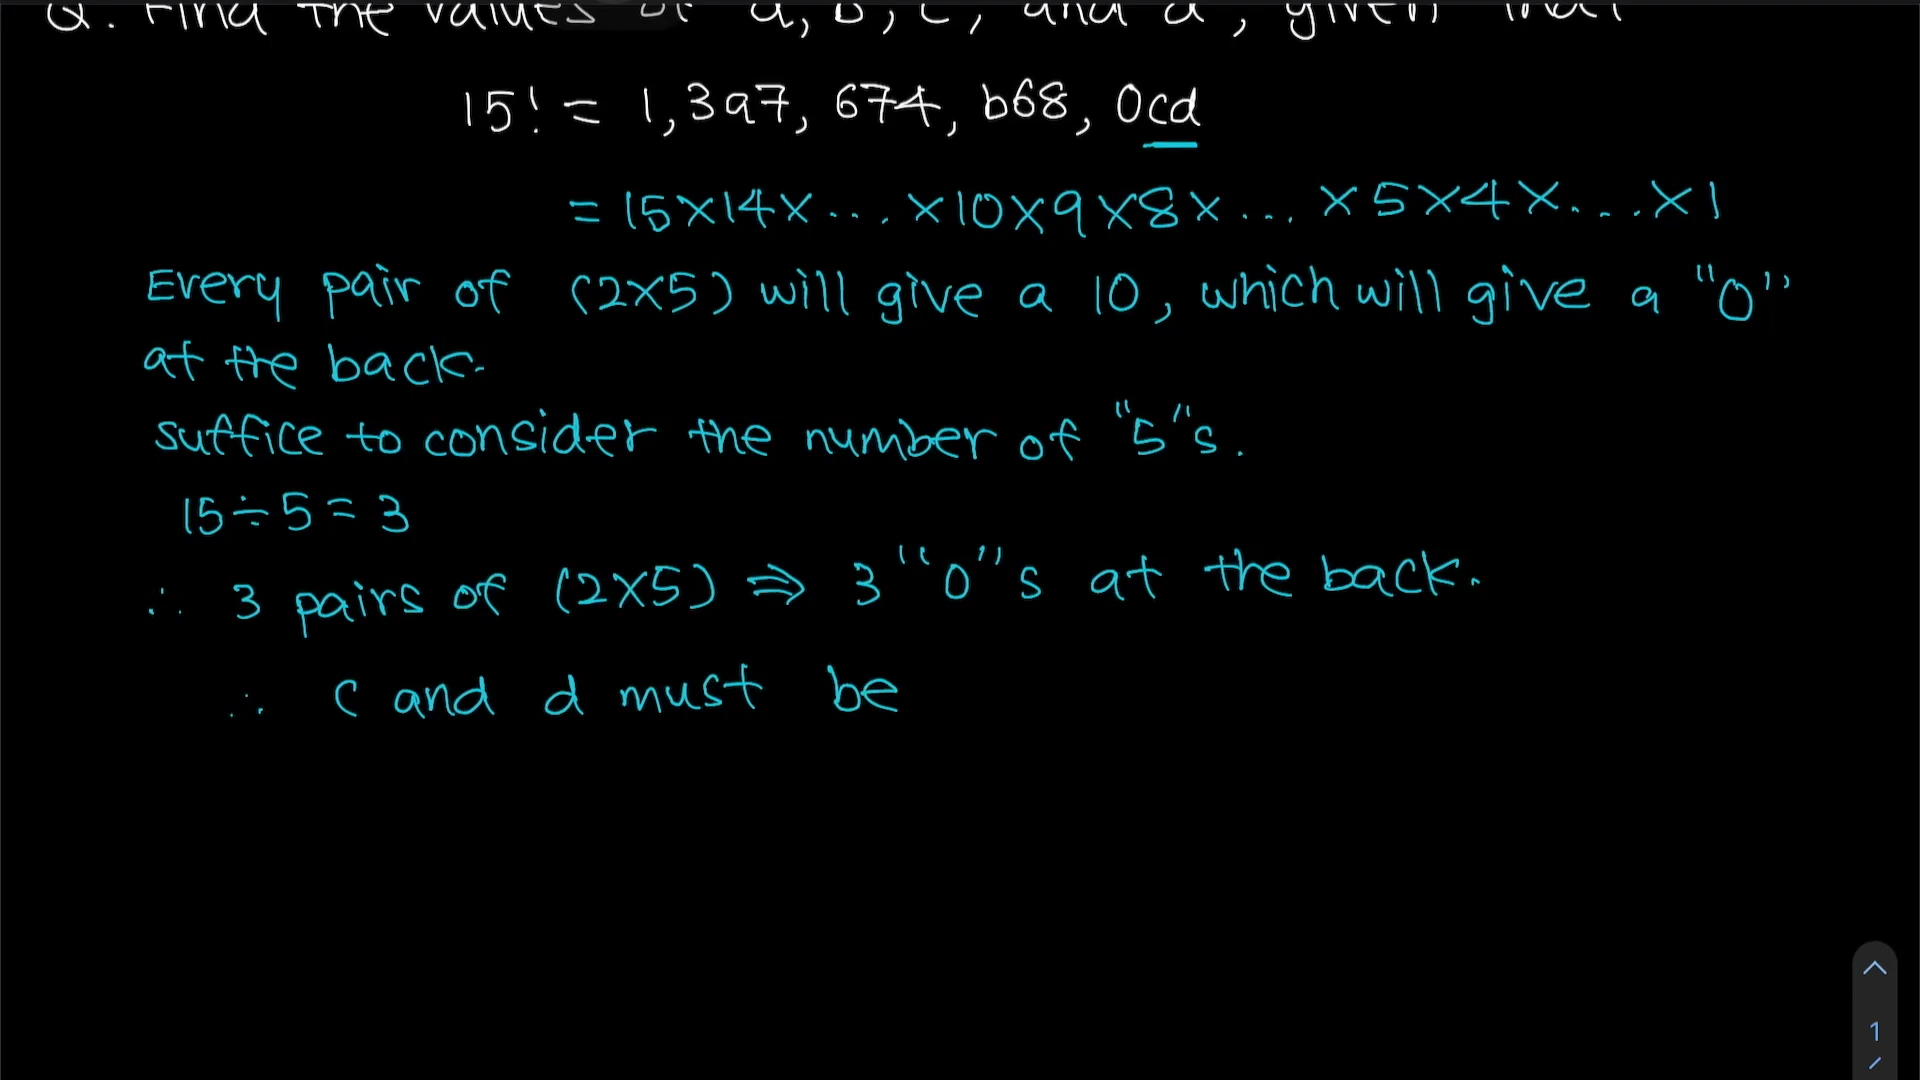 Q. Find the values of a, b, c, and d, given that
15! = 1,3a7, 674, b68, 0cd
= 15×14×...×10×9×8×...×5×4×...×1
Every pair of (2×5) will give a 10, which will give a "0"
at the back.
suffice to consider the number of "5"s.
15÷5=3
∴ 3 pairs of (2×5) ⇒ 3 "0"s at the back.
∴ c and d must be
1